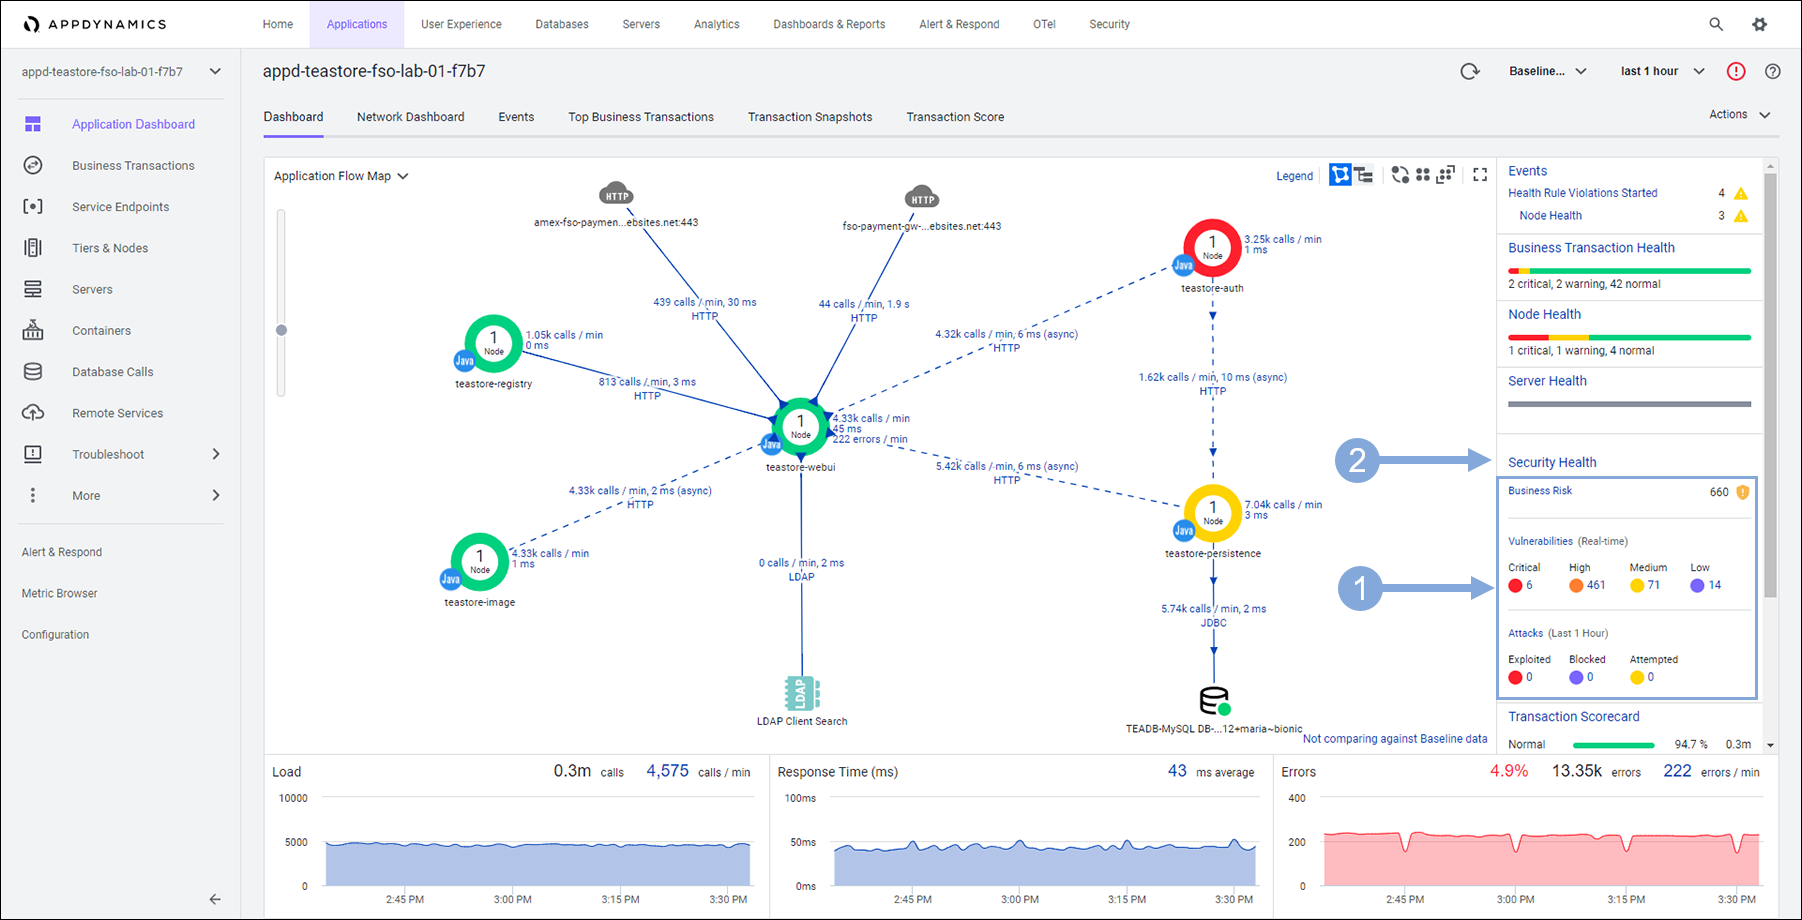 APPDYNAMICS
Home Applications User Experience Databases Servers Analytics Dashboards & Reports Alert & Respond OTel Security
appd-teastore-fso-lab-01-f7b7
Application Dashboard
Business Transactions
Service Endpoints
Tiers & Nodes
Servers
Containers
Database Calls
Remote Services
Troubleshoot
More
Alert & Respond
Metric Browser
Configuration
appd-teastore-fso-lab-01-f7b7
Baseline... last 1 hour
Dashboard Network Dashboard Events Top Business Transactions Transaction Snapshots Transaction Score
Actions
Application Flow Map
Legend
HTTP
amex-fso-paymen...ebsites.net:443
HTTP
fso-payment-gw-...ebsites.net:443
1
Node
Java
3.25k calls / min
1 ms
teastore-auth
439 calls / min, 30 ms
HTTP
44 calls / min, 1.9 s
HTTP
4.32k calls / min, 6 ms (async)
HTTP
1
Node
Java
1.05k calls / min
0 ms
teastore-registry
813 calls / min, 3 ms
HTTP
1.62k calls / min, 10 ms (async)
HTTP
1
Node
Java
4.33k calls / min
45 ms
222 errors / min
teastore-webui
5.42k calls / min, 6 ms (async)
HTTP
4.33k calls / min, 2 ms (async)
HTTP
1
Node
Java
7.04k calls / min
3 ms
teastore-persistence
1
Node
Java
4.33k calls / min
1 ms
teastore-image
0 calls / min, 2 ms
LDAP
5.74k calls / min, 2 ms
JDBC
LDAP
LDAP Client Search
TEADB-MySQL DB-...12+maria~bionic
Not comparing against Baseline data
Events
Health Rule Violations Started 4
Node Health 3
Business Transaction Health
2 critical, 2 warning, 42 normal
Node Health
1 critical, 1 warning, 4 normal
Server Health
2
Security Health
Business Risk 660
Vulnerabilities (Real-time)
Critical High Medium Low
6 461 71 14
1
Attacks (Last 1 Hour)
Exploited Blocked Attempted
0 0 0
Transaction Scorecard
Normal 94.7 % 0.3m
Load 0.3m calls 4,575 calls / min
10000
5000
0
2:45 PM 3:00 PM 3:15 PM 3:30 PM
Response Time (ms) 43 ms average
100ms
50ms
0ms
2:45 PM 3:00 PM 3:15 PM 3:30 PM
Errors 4.9% 13.35k errors 222 errors / min
400
200
0
2:45 PM 3:00 PM 3:15 PM 3:30 PM